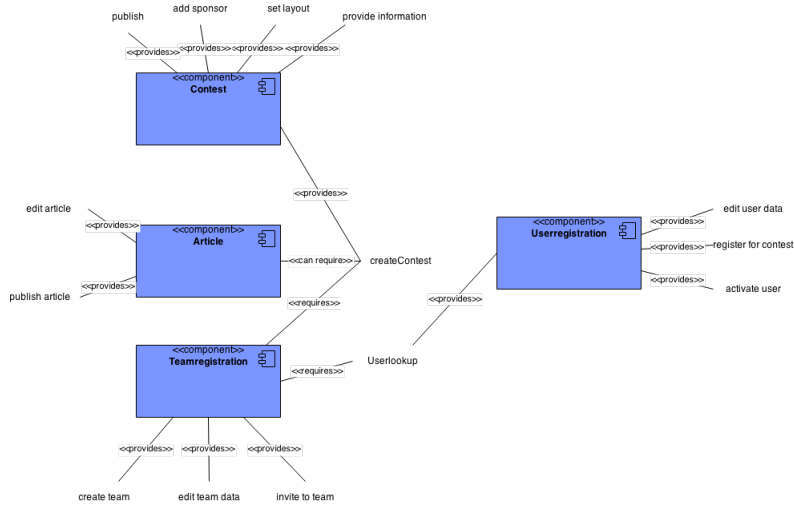 add sponsor
set layout
publish
provide information
<<provides>>
<<provides>>
<<provides>>
<<provides>>
<<component>>
Contest
<<provides>>
edit article
<<provides>>
<<component>>
Article
<<can require>>
createContest
publish article
<<provides>>
<<requires>>
<<component>>
Userregistration
edit user data
<<provides>>
register for contest
<<provides>>
<<provides>>
activate user
<<provides>>
<<component>>
Teamregistration
Userlookup
<<requires>>
<<provides>>
<<provides>>
<<provides>>
create team
edit team data
invite to team